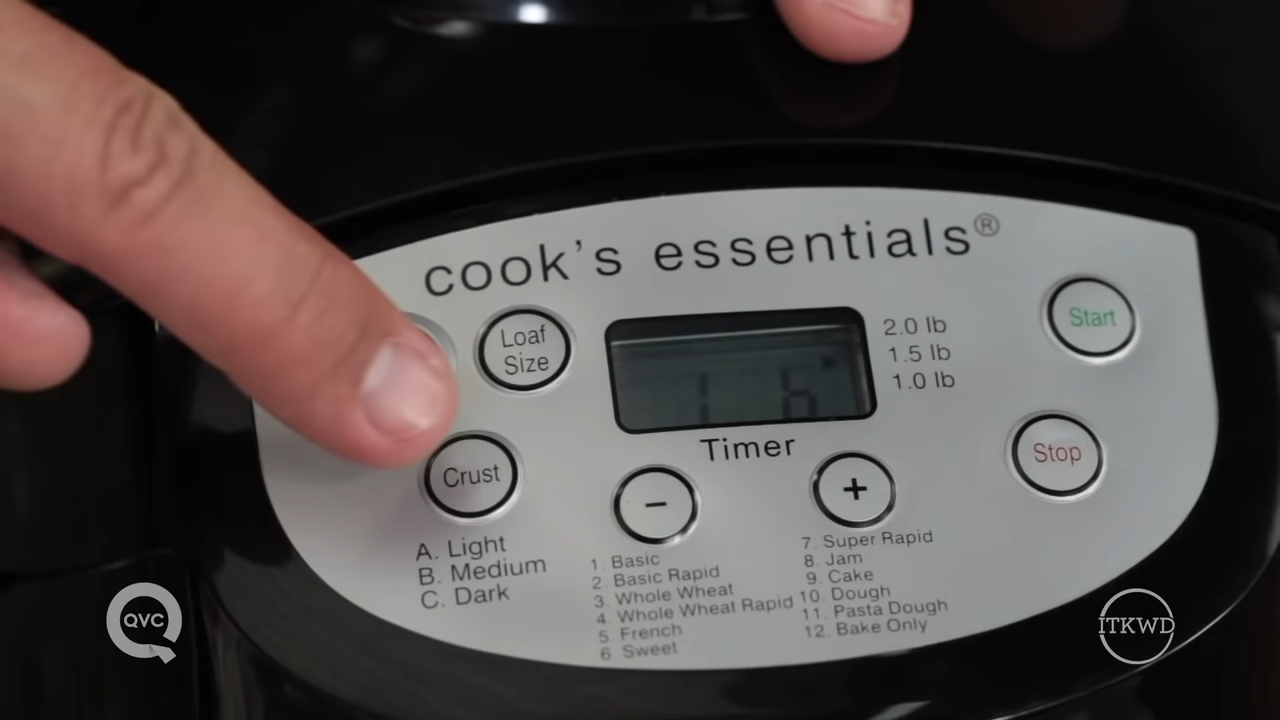 cook's essentials®
Loaf
Size
2.0 lb
1.5 lb
1.0 lb
Start
Timer
Crust
-
+
Stop
A. Light
B. Medium
C. Dark
1. Basic
2. Basic Rapid
3. Whole Wheat
4. Whole Wheat Rapid
5. French
6 Sweet
7. Super Rapid
8. Jam
9. Cake
10. Dough
11. Pasta Dough
12. Bake Only
QVC
ITKWD